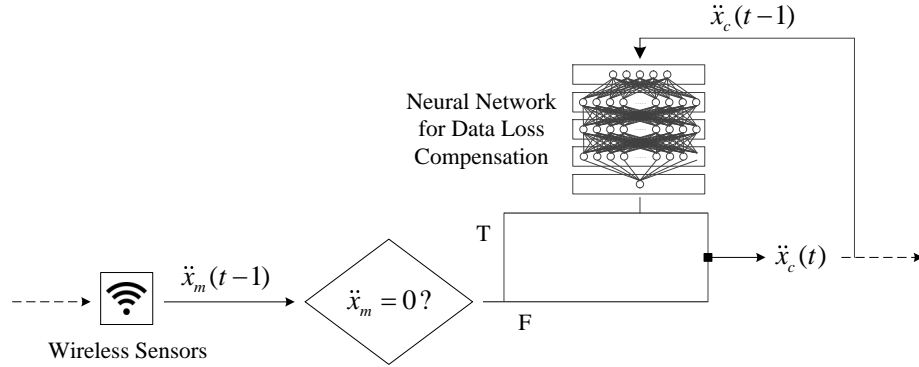 ẍ_c(t−1)
Neural Network
for Data Loss
Compensation
T
ẍ_m(t−1)
ẍ_m = 0?
ẍ_c(t)
F
Wireless Sensors